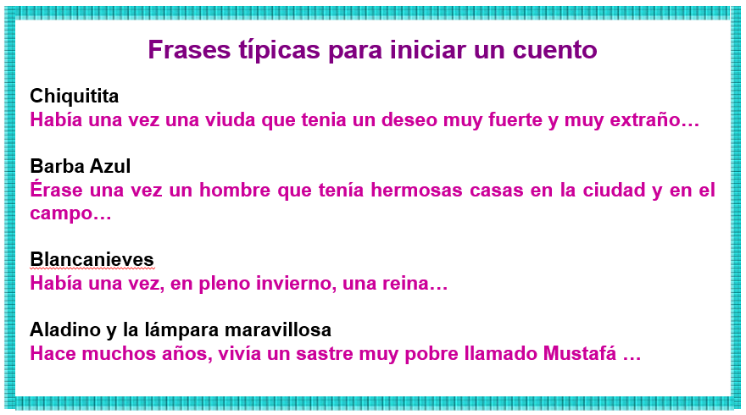 Frases típicas para iniciar un cuento
Chiquitita
Había una vez una viuda que tenia un deseo muy fuerte y muy extraño…
Barba Azul
Érase una vez un hombre que tenía hermosas casas en la ciudad y en el
campo…
Blancanieves
Había una vez, en pleno invierno, una reina…
Aladino y la lámpara maravillosa
Hace muchos años, vivía un sastre muy pobre llamado Mustafá …